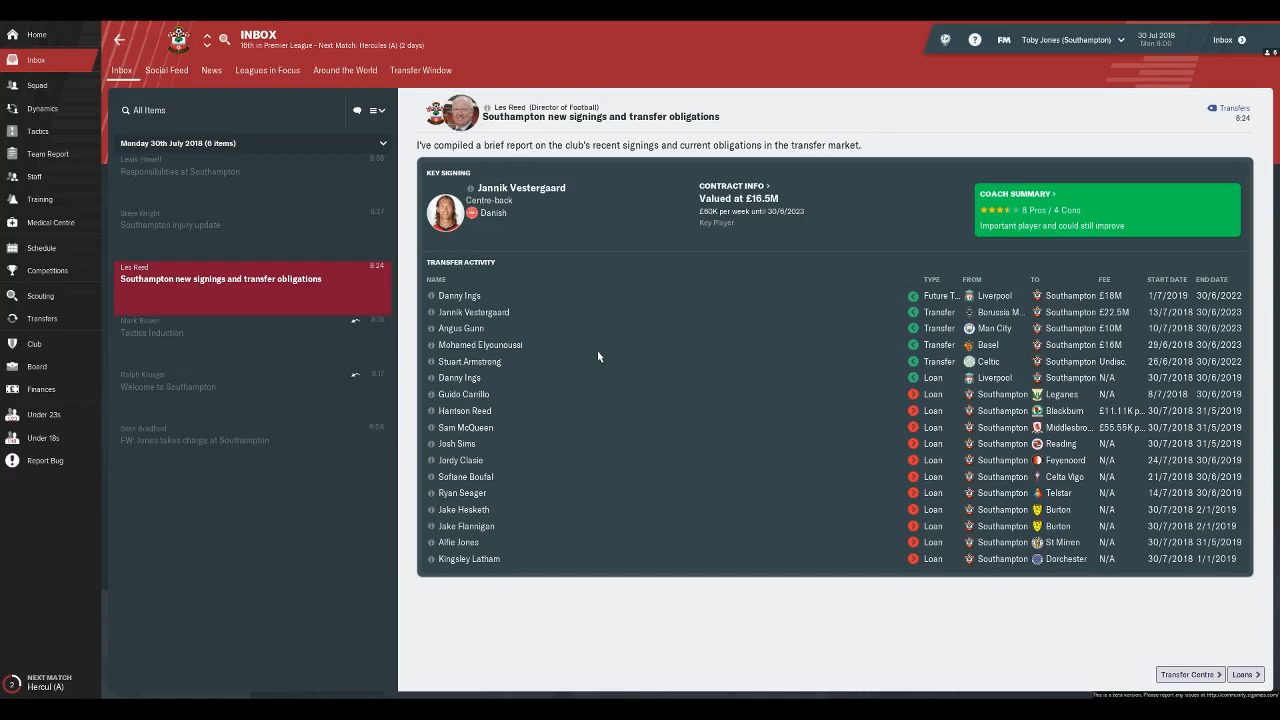 Home
Inbox
Squad
Dynamics
Tactics
Team Report
Staff
Training
Medical Centre
Schedule
Competitions
Scouting
Transfers
Club
Board
Finances
Under 23s
Under 18s
Report Bug
2
NEXT MATCH
Hercul (A)
INBOX
16th in Premier League - Next Match: Hercules (A) (2 days)
? FM Toby Jones (Southampton) 30 Jul 2018
Mon 8:00
Inbox
6
Inbox Social Feed News Leagues in Focus Around the World Transfer Window
All Items
Monday 30th July 2018 (6 items)
Lewis Howell 8:58
Responsibilities at Southampton
Steve Wright 8:27
Southampton injury update
Les Reed 8:24
Southampton new signings and transfer obligations
Mark Bowen 8:18
Tactics Induction
Ralph Krueger 8:17
Welcome to Southampton
Sison Bradford 8:08
FW: Jones takes charge at Southampton
Les Reed (Director of Football)
Southampton new signings and transfer obligations
Transfers
8:24
I've compiled a brief report on the club's recent signings and current obligations in the transfer market.
KEY SIGNING
Jannik Vestergaard
Centre-back
Danish
CONTRACT INFO >
Valued at £16.5M
£60K per week until 30/6/2023
Key Player
COACH SUMMARY >
8 Pros / 4 Cons
Important player and could still improve
TRANSFER ACTIVITY
NAME TYPE FROM TO FEE START DATE END DATE
Danny Ings Future T... Liverpool Southampton £18M 1/7/2019 30/6/2022
Jannik Vestergaard Transfer Borussia M... Southampton £22.5M 13/7/2018 30/6/2023
Angus Gunn Transfer Man City Southampton £10M 10/7/2018 30/6/2023
Mohamed Elyounoussi Transfer Basel Southampton £16M 29/6/2018 30/6/2023
Stuart Armstrong Transfer Celtic Southampton Undisc. 26/6/2018 30/6/2022
Danny Ings Loan Liverpool Southampton N/A 30/7/2018 30/6/2019
Guido Carrillo Loan Southampton Leganes N/A 8/7/2018 30/6/2019
Harrison Reed Loan Southampton Blackburn £11.11K p... 30/7/2018 31/5/2019
Sam McQueen Loan Southampton Middlesbro... £55.55K p... 30/7/2018 31/5/2019
Josh Sims Loan Southampton Reading N/A 30/7/2018 31/5/2019
Jordy Clasie Loan Southampton Feyenoord N/A 24/7/2018 30/6/2019
Sofiane Boufal Loan Southampton Celta Vigo N/A 21/7/2018 30/6/2019
Ryan Seager Loan Southampton Telstar N/A 14/7/2018 30/6/2019
Jake Hesketh Loan Southampton Burton N/A 30/7/2018 2/1/2019
Jake Flannigan Loan Southampton Burton N/A 30/7/2018 2/1/2019
Alfie Jones Loan Southampton St Mirren N/A 30/7/2018 31/5/2019
Kingsley Latham Loan Southampton Dorchester N/A 30/7/2018 1/1/2019
Transfer Centre > Loans >
This is a beta version. Please report any issues at http://community.sigames.com/